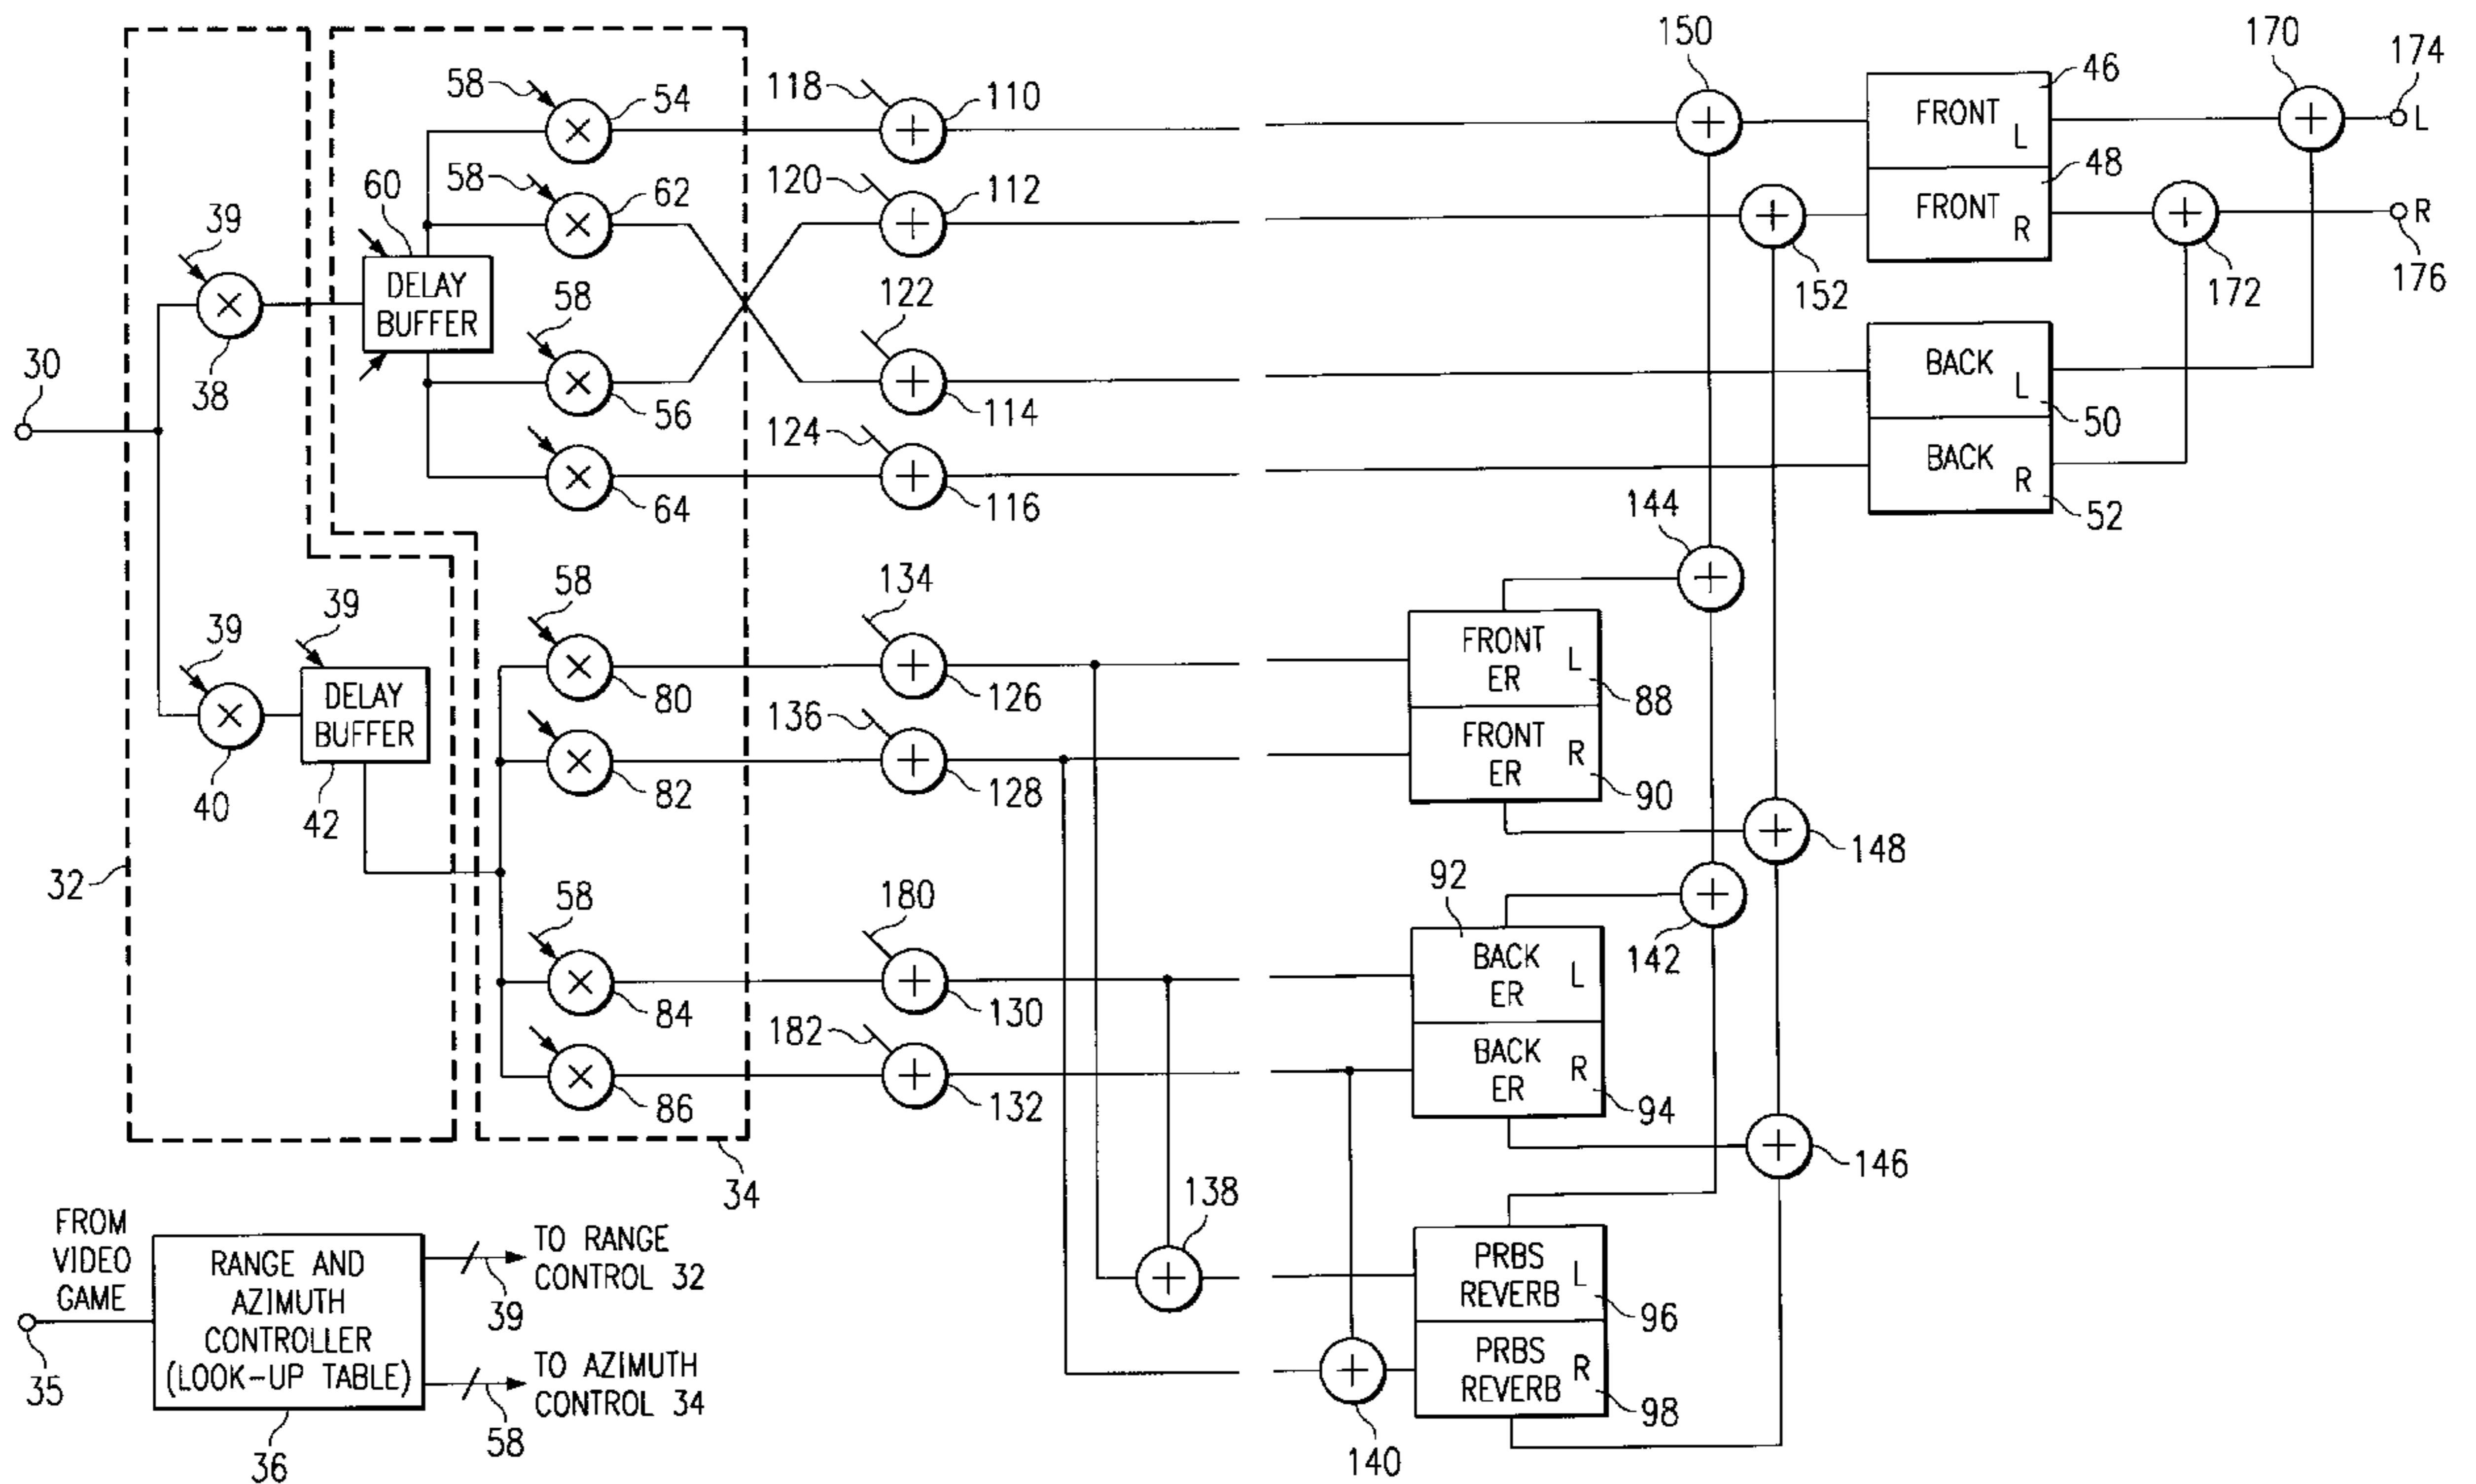 150
170
174
58
54
118
110
46
FRONT
L
L
58
62
120
112
48
60
FRONT
R
R
39
DELAY
BUFFER
58
122
152
172
176
30
38
56
114
BACK
L
50
124
BACK
R
64
116
144
52
58
134
39
39
FRONT
ER
L
DELAY
BUFFER
80
136
126
88
FRONT
ER
R
40
42
82
128
90
148
32
58
180
92
142
BACK
ER
L
84
182
130
BACK
ER
R
86
132
94
146
34
138
FROM
VIDEO
GAME
RANGE AND
AZIMUTH
CONTROLLER
(LOOK-UP TABLE)
TO RANGE
CONTROL 32
39
PRBS
REVERB
L
96
35
TO AZIMUTH
CONTROL 34
58
PRBS
REVERB
R
98
36
140